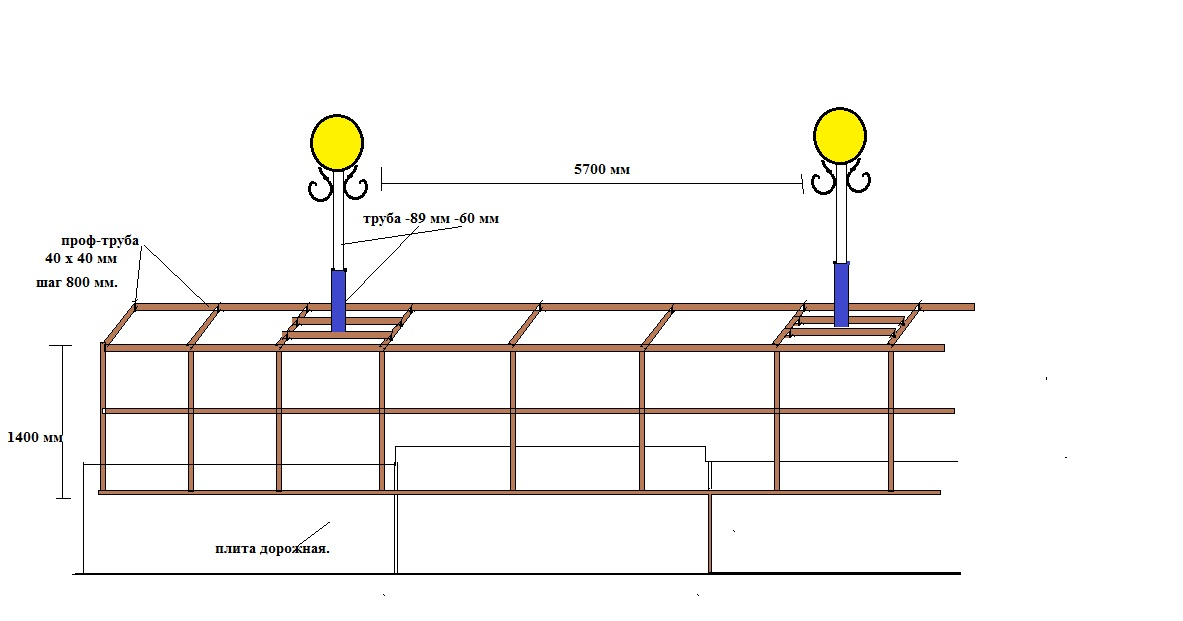 5700 мм
труба -89 мм -60 мм
проф-труба
40 х 40 мм
шаг 800 мм.
1400 мм
плита дорожная.